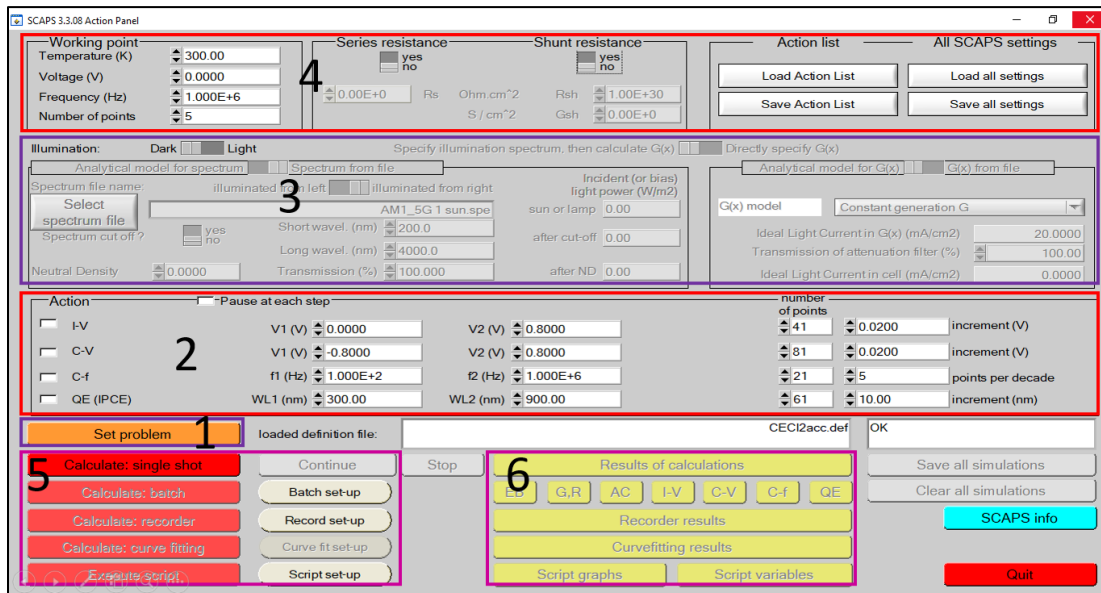 SCAPS 3.3.08 Action Panel
Working point
Temperature (K) 300.00
Voltage (V) 0.0000
Frequency (Hz) 1.000E+6
Number of points 5
Series resistance Shunt resistance
yes yes
no no
4
0.00E+0 Rs Ohm.cm^2 Rsh 1.00E+30
S / cm^2 Gsh 0.00E+0
Action list All SCAPS settings
Load Action List Load all settings
Save Action List Save all settings
Illumination: Dark Light Specify illumination spectrum, then calculate G(x) Directly specify G(x)
Analytical model for spectrum Spectrum from file
Spectrum file name: illuminated from left illuminated from right
Incident (or bias)
light power (W/m2)
Select
spectrum file
3
AM1_5G 1 sun.spe sun or lamp 0.00
Spectrum cut off ? yes
no
Short wavel. (nm) 200.0
Long wavel. (nm) 4000.0
after cut-off 0.00
Neutral Density 0.0000 Transmission (%) 100.000 after ND 0.00
Analytical model for G(x) G(x) from file
G(x) model Constant generation G
Ideal Light Current in G(x) (mA/cm2) 20.0000
Transmission of attenuation filter (%) 100.00
Ideal Light Current in cell (mA/cm2) 0.0000
Action Pause at each step number
of points
I-V V1 (V) 0.0000 V2 (V) 0.8000 41 0.0200 increment (V)
C-V V1 (V) -0.8000 V2 (V) 0.8000 81 0.0200 increment (V)
2
C-f f1 (Hz) 1.000E+2 f2 (Hz) 1.000E+6 21 5 points per decade
QE (IPCE) WL1 (nm) 300.00 WL2 (nm) 900.00 61 10.00 increment (nm)
Set problem 1 loaded definition file: CECI2acc.def OK
5 Calculate: single shot Continue Stop 6 Results of calculations Save all simulations
Calculate: batch Batch set-up EB G,R AC I-V C-V C-f QE Clear all simulations
Calculate: recorder Record set-up Recorder results SCAPS info
Calculate: curve fitting Curve fit set-up Curvefitting results
Execute script Script set-up Script graphs Script variables Quit